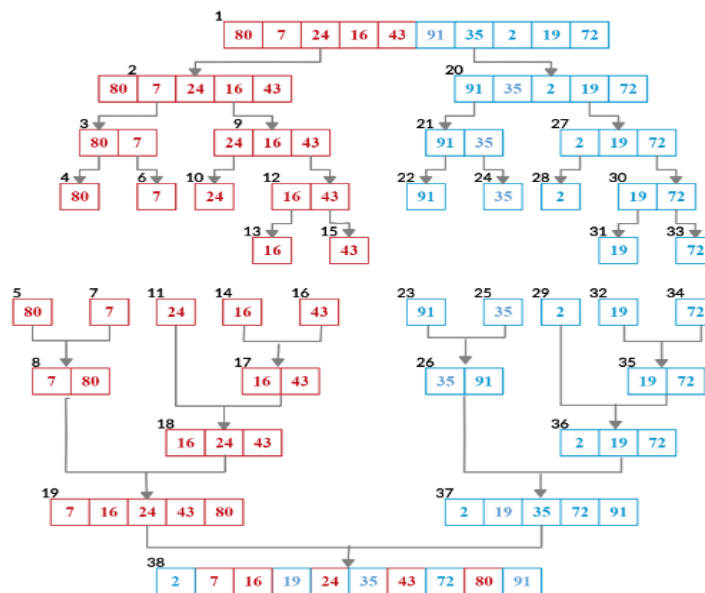 1
80 7 24 16 43 91 35 2 19 72
2 20
80 7 24 16 43 91 35 2 19 72
3 9 21 27
80 7 24 16 43 91 35 2 19 72
4 6 10 12 22 24 28 30
80 7 24 16 43 91 35 2 19 72
13 15 31 33
16 43 19 72
5 7 11 14 16 23 25 29 32 34
80 7 24 16 43 91 35 2 19 72
8 17 26 35
7 80 16 43 35 91 19 72
18 36
16 24 43 2 19 72
19 37
7 16 24 43 80 2 19 35 72 91
38
2 7 16 19 24 35 43 72 80 91